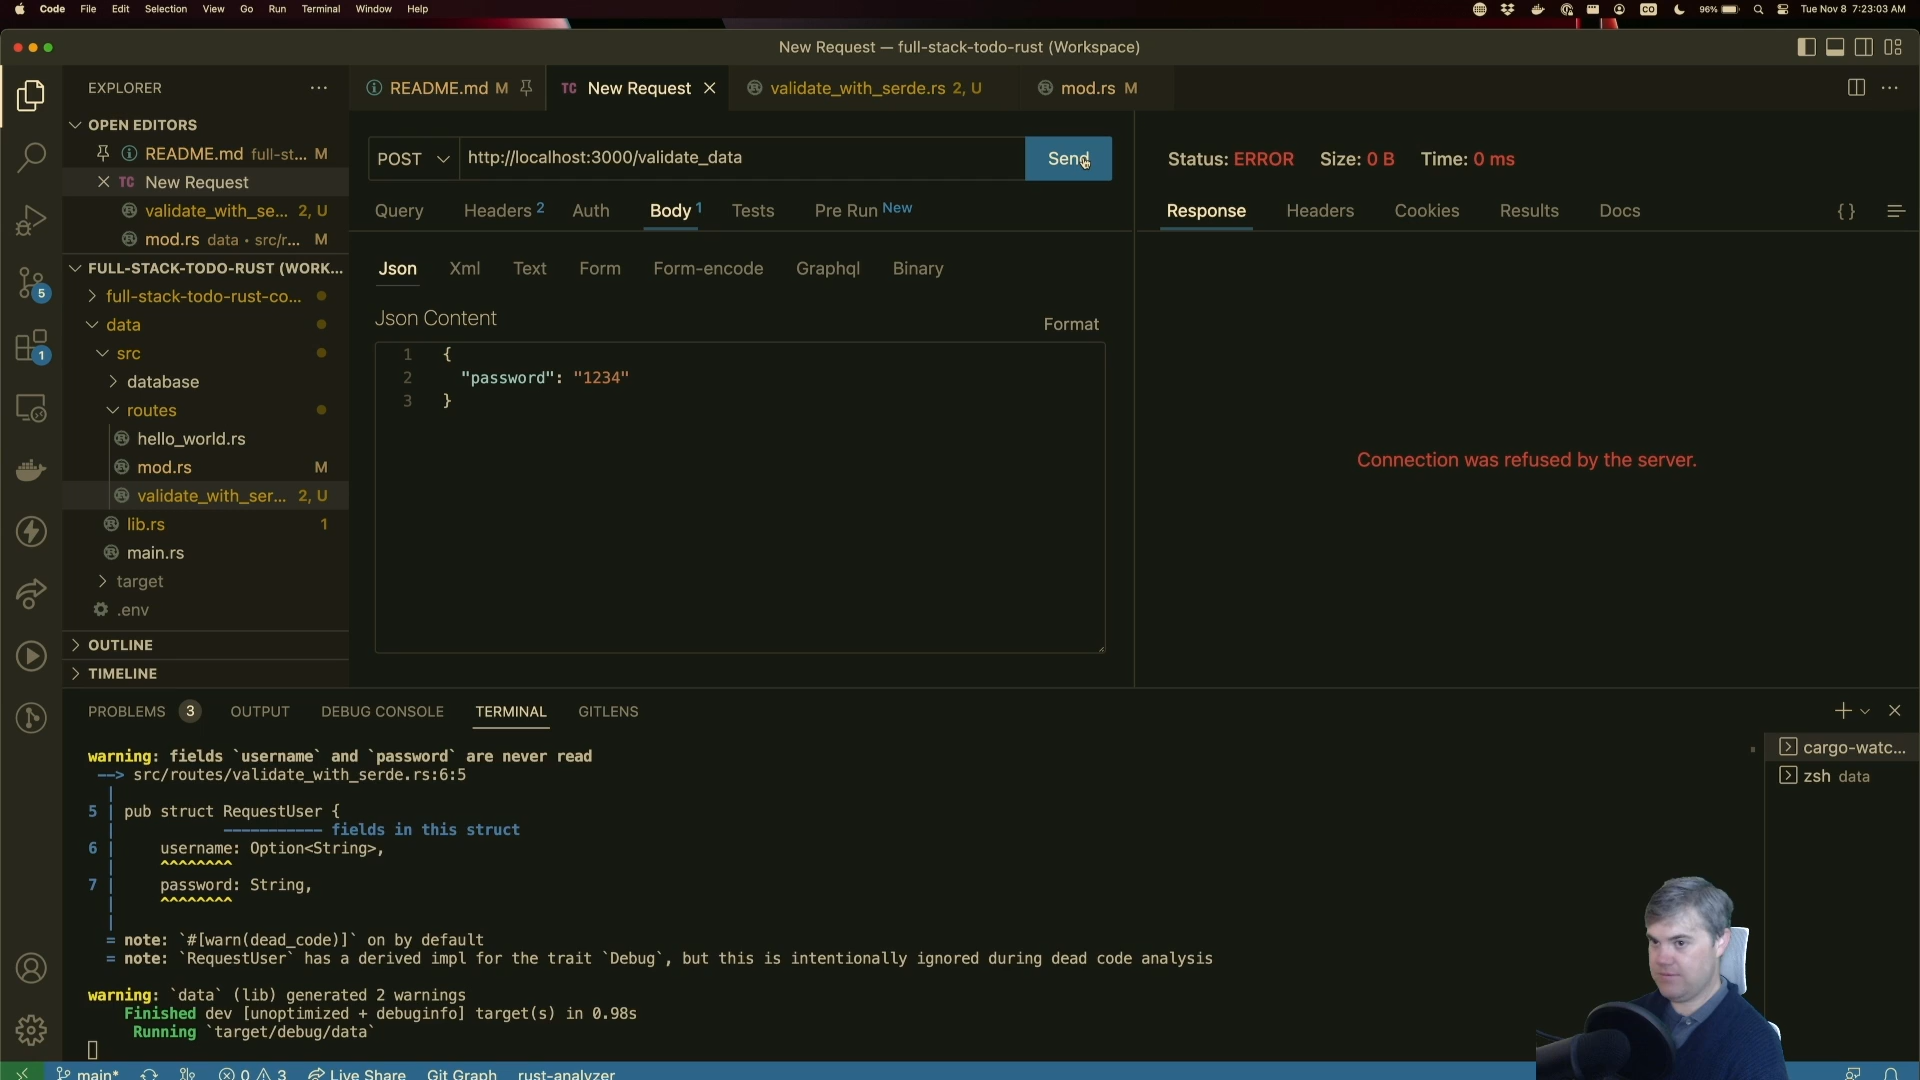 Code File Edit Selection View Go Run Terminal Window Help
CO 96% Tue Nov 8 7:23:03 AM
New Request — full-stack-todo-rust (Workspace)
EXPLORER
README.md M
TC New Request
validate_with_serde.rs 2, U
mod.rs M
OPEN EDITORS
README.md full-st... M
TC New Request
validate_with_se... 2, U
mod.rs data • src/r... M
FULL-STACK-TODO-RUST (WORK...
full-stack-todo-rust-co...
data
src
database
routes
hello_world.rs
mod.rs M
validate_with_ser... 2, U
lib.rs 1
main.rs
target
.env
OUTLINE
TIMELINE
5
1
POST http://localhost:3000/validate_data Send
Query Headers 2 Auth Body 1 Tests Pre Run New
Json Xml Text Form Form-encode Graphql Binary
Json Content
Format
1 {
2 "password": "1234"
3 }
Status: ERROR Size: 0 B Time: 0 ms
Response Headers Cookies Results Docs
{ }
Connection was refused by the server.
PROBLEMS 3 OUTPUT DEBUG CONSOLE TERMINAL GITLENS
warning: fields `username` and `password` are never read
--> src/routes/validate_with_serde.rs:6:5
|
5 | pub struct RequestUser {
| ----------- fields in this struct
6 | username: Option<String>,
| ^^^^^^^^
7 | password: String,
| ^^^^^^^^
|
= note: `#[warn(dead_code)]` on by default
= note: `RequestUser` has a derived impl for the trait `Debug`, but this is intentionally ignored during dead code analysis
warning: `data` (lib) generated 2 warnings
Finished dev [unoptimized + debuginfo] target(s) in 0.98s
Running `target/debug/data`
cargo-watc...
zsh data
main* 0 3 Live Share Git Graph rust-analyzer